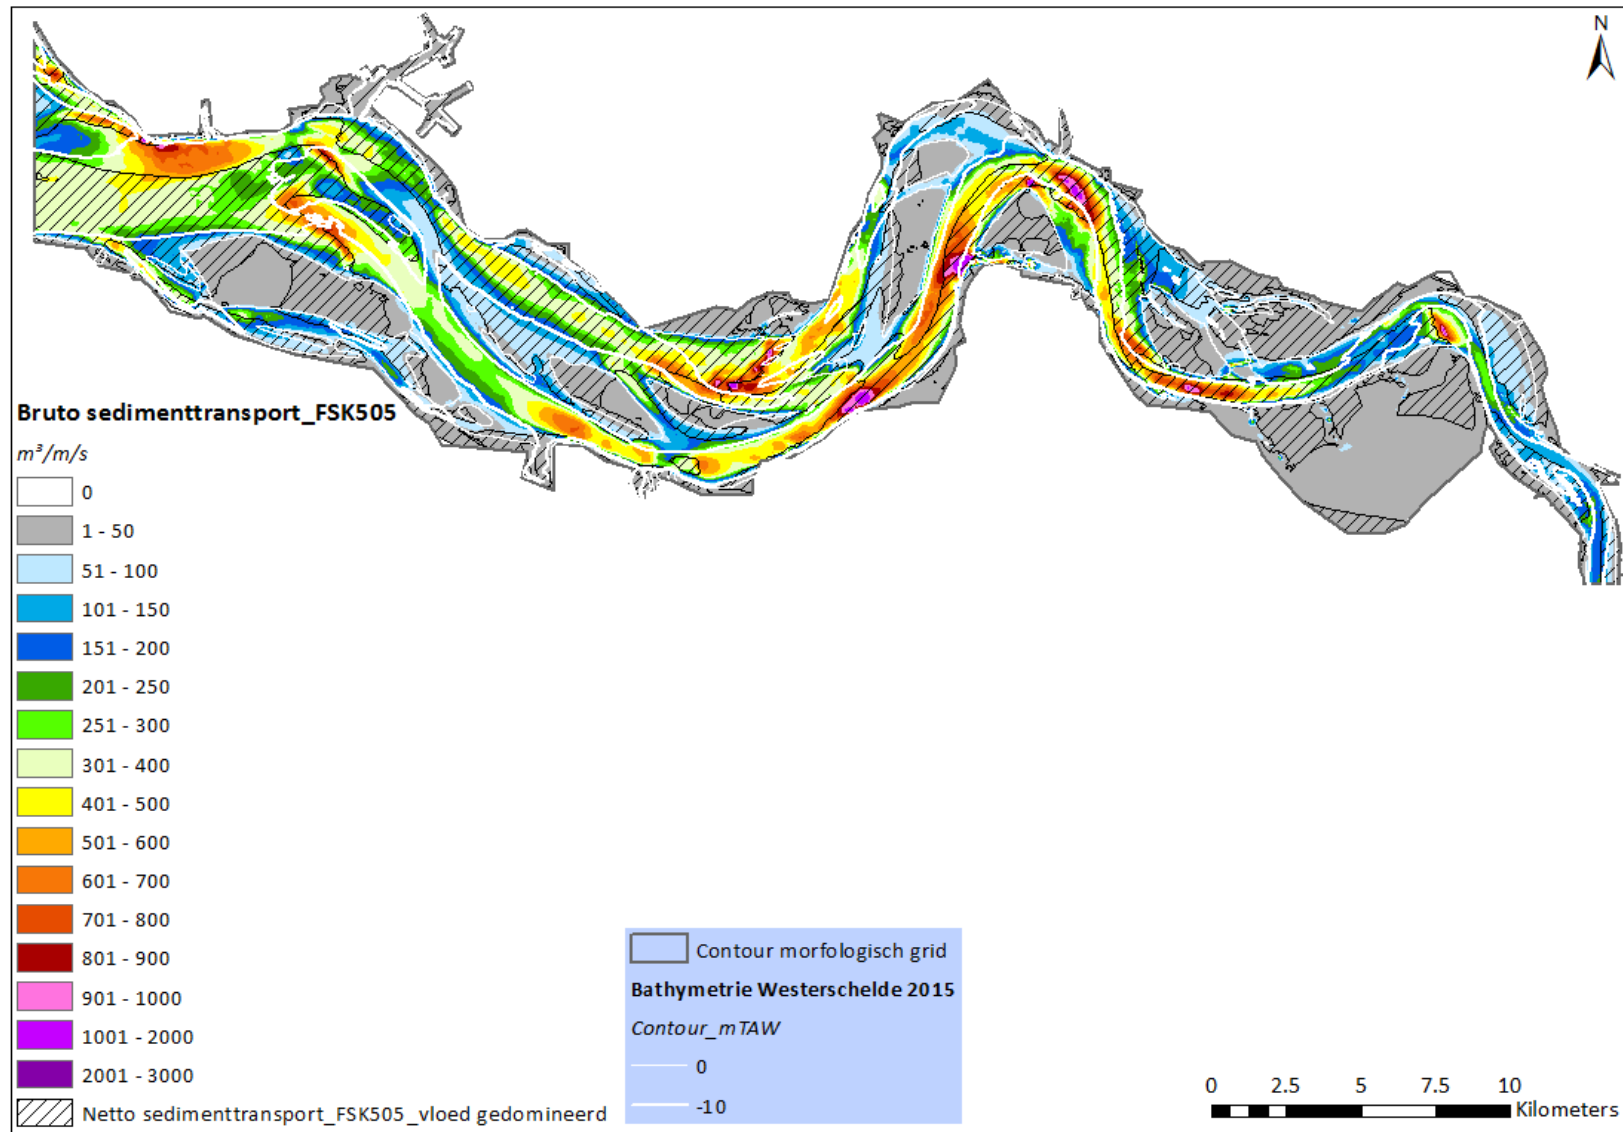 N
Bruto sedimenttransport_FSK505
m³/m/s
0
1 - 50
51 - 100
101 - 150
151 - 200
201 - 250
251 - 300
301 - 400
401 - 500
501 - 600
601 - 700
701 - 800
801 - 900
901 - 1000
1001 - 2000
2001 - 3000
Netto sedimenttransport_FSK505_vloed gedomineerd
Contour morfologisch grid
Bathymetrie Westerschelde 2015
Contour_mTAW
0
-10
0 2.5 5 7.5 10
Kilometers